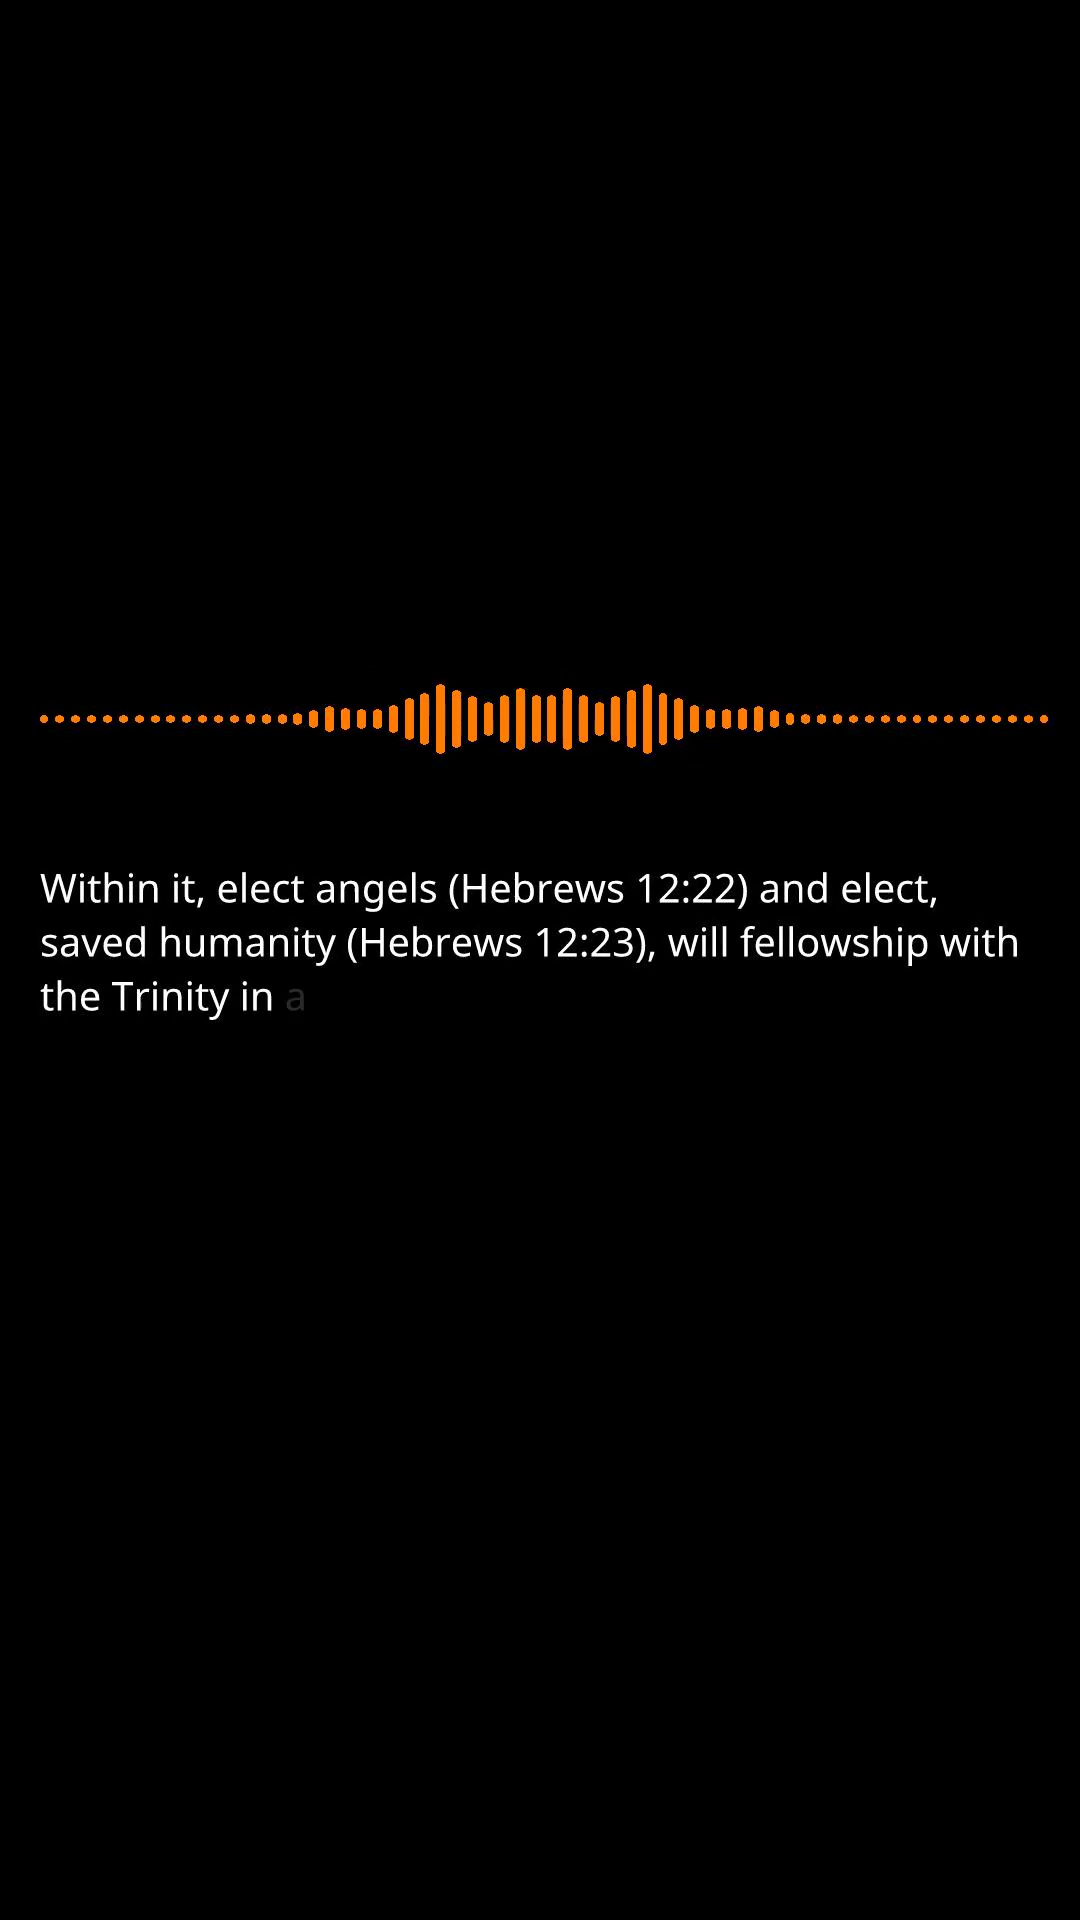 Within it, elect angels (Hebrews 12:22) and elect,
saved humanity (Hebrews 12:23), will fellowship with
the Trinity in a